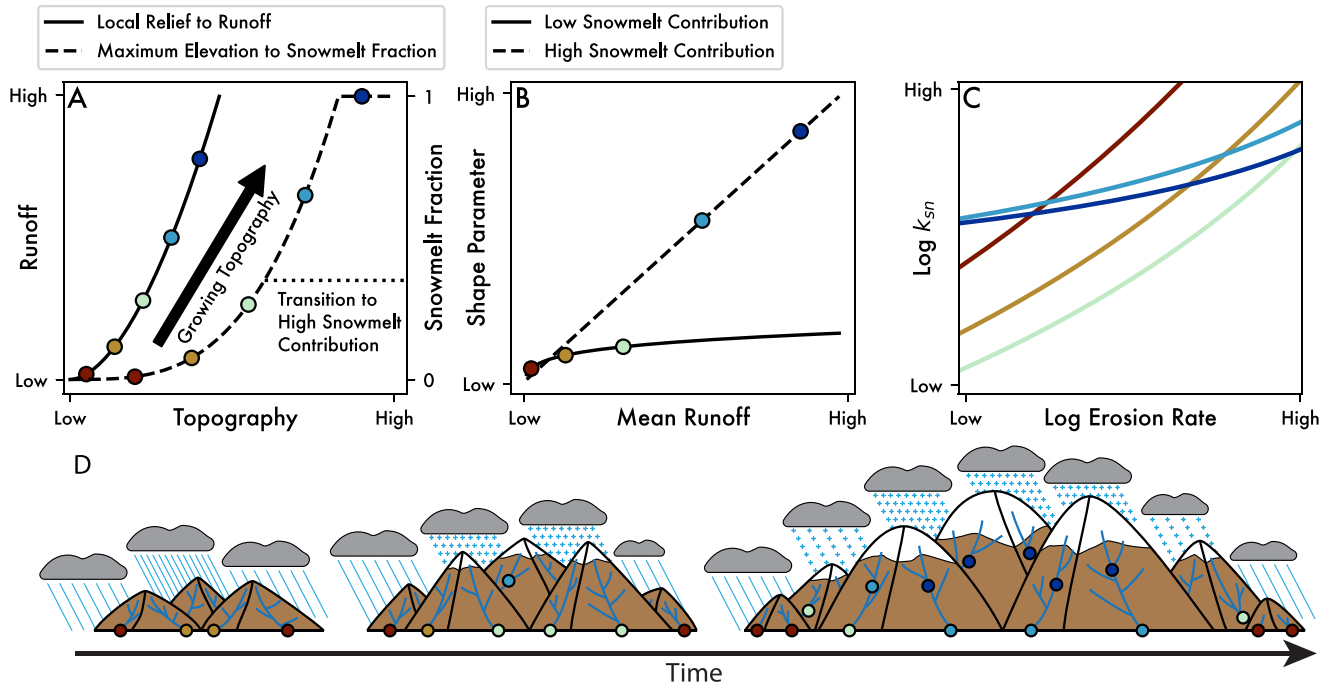 Local Relief to Runoff
Maximum Elevation to Snowmelt Fraction
Low Snowmelt Contribution
High Snowmelt Contribution
A
High
Low
Runoff
Growing Topography
Transition to
High Snowmelt
Contribution
1
0
Snowmelt Fraction
Low
High
Topography
B
High
Low
Shape Parameter
Low
High
Mean Runoff
C
High
Low
Log ksn
Low
High
Log Erosion Rate
D
Time